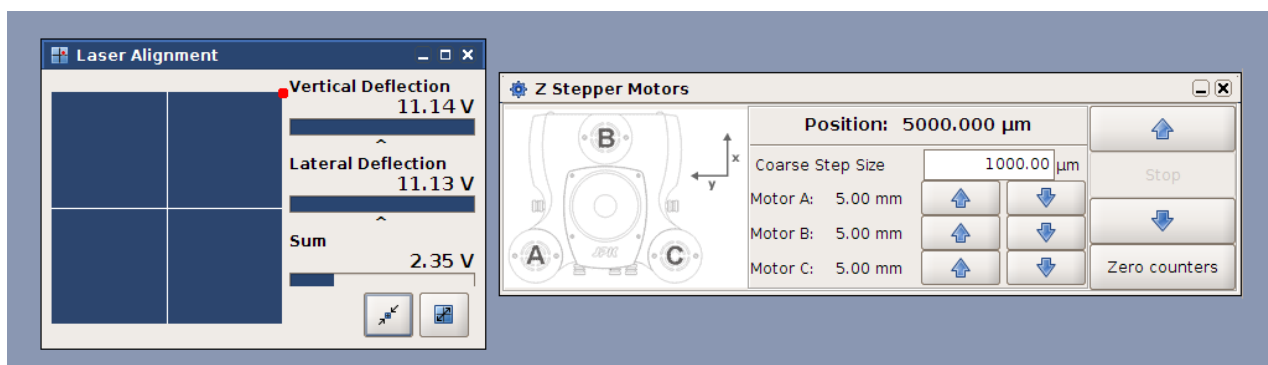 Laser Alignment
Vertical Deflection
11.14 V
Lateral Deflection
11.13 V
Sum
2.35 V
Z Stepper Motors
B
x
y
A
C
Position: 5000.000 µm
Coarse Step Size 1000.00 µm
Motor A: 5.00 mm
Motor B: 5.00 mm
Motor C: 5.00 mm
Stop
Zero counters